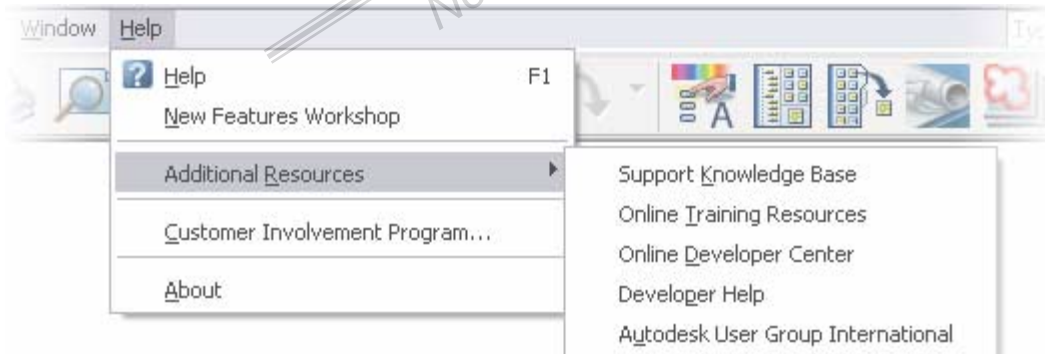 Window Help
Help F1
New Features Workshop
Additional Resources
Customer Involvement Program...
About
Support Knowledge Base
Online Training Resources
Online Developer Center
Developer Help
Autodesk User Group International